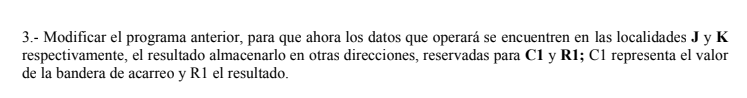 3.- Modificar el programa anterior, para que ahora los datos que operará se encuentren en las localidades J y K
respectivamente, el resultado almacenarlo en otras direcciones, reservadas para C1 y R1; C1 representa el valor
de la bandera de acarreo y R1 el resultado.